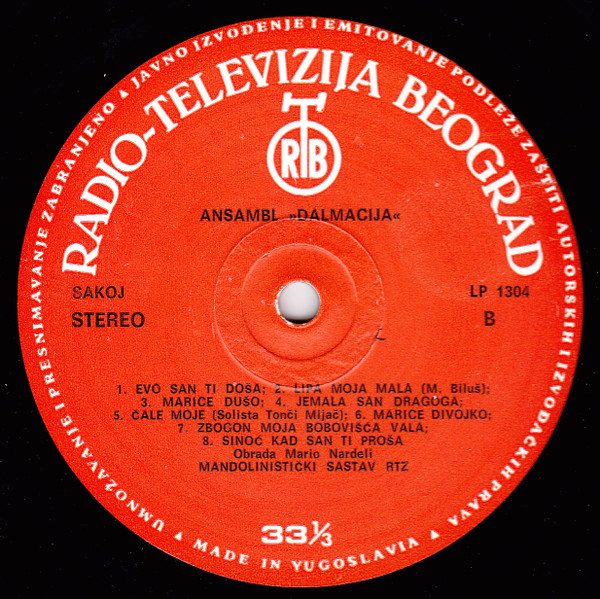 UMNOŽAVANJE I PRESNIMAVANJE ZABRANJENO ▲ JAVNO IZVOĐENJE I EMITOVANJE PODLEŽE ZAŠTITI AUTORSKIH I IZVOĐAČKIH PRAVA ▲
RADIO-TELEVIZIJA BEOGRAD
RTB
ANSAMBL »DALMACIJA«
SAKOJ
LP 1304
STEREO
B
1. EVO SAN TI DOŠA; 2. LIPA MOJA MALA (M. Biluš);
3. MARICE DUŠO; 4. JEMALA SAN DRAGOGA;
5. ĆALE MOJE (Solista Tonči Mijač); 6. MARICE DIVOJKO;
7. ZBOGON MOJA BOBOVIŠĆA VALA;
8. SINOĆ KAD SAN TI PROŠA
Obrada Mario Nardeli
MANDOLINISTIČKI SASTAV RTZ
33⅓
MADE IN YUGOSLAVIA ▲